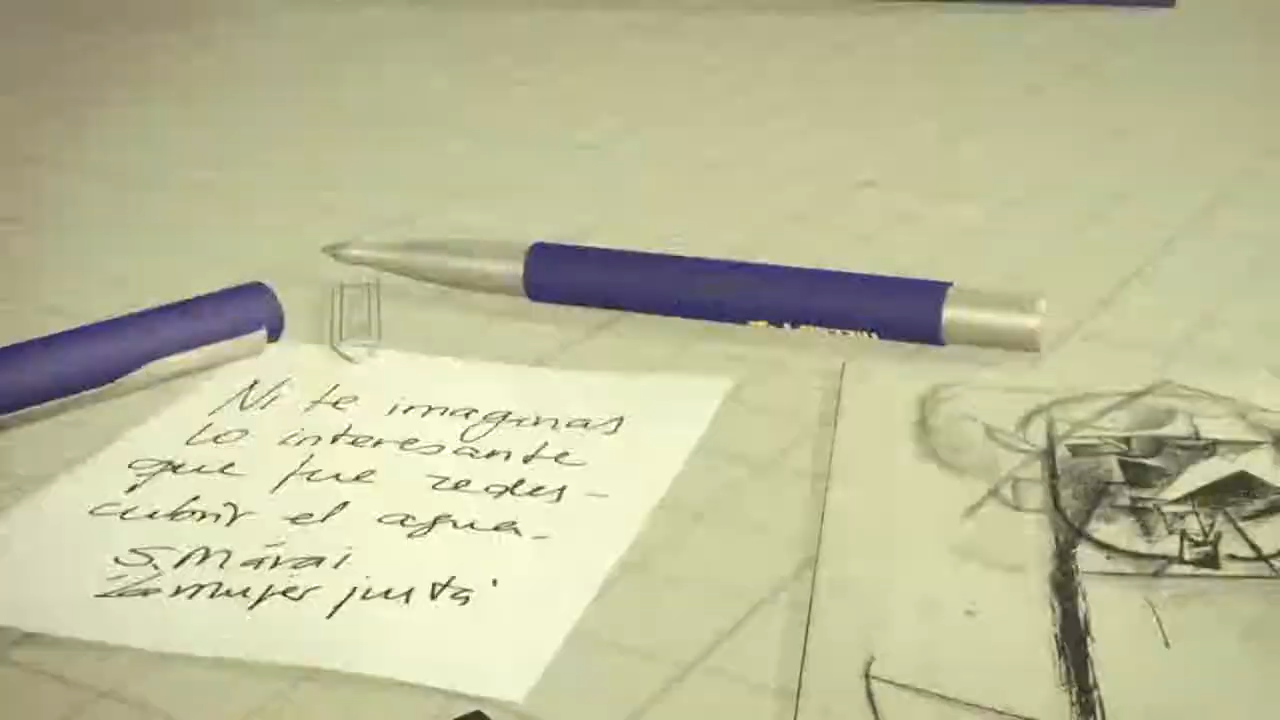 Ni te imaginas
lo interesante
que fue redes-
cubrir el agua.
S. Márai
La mujer justa